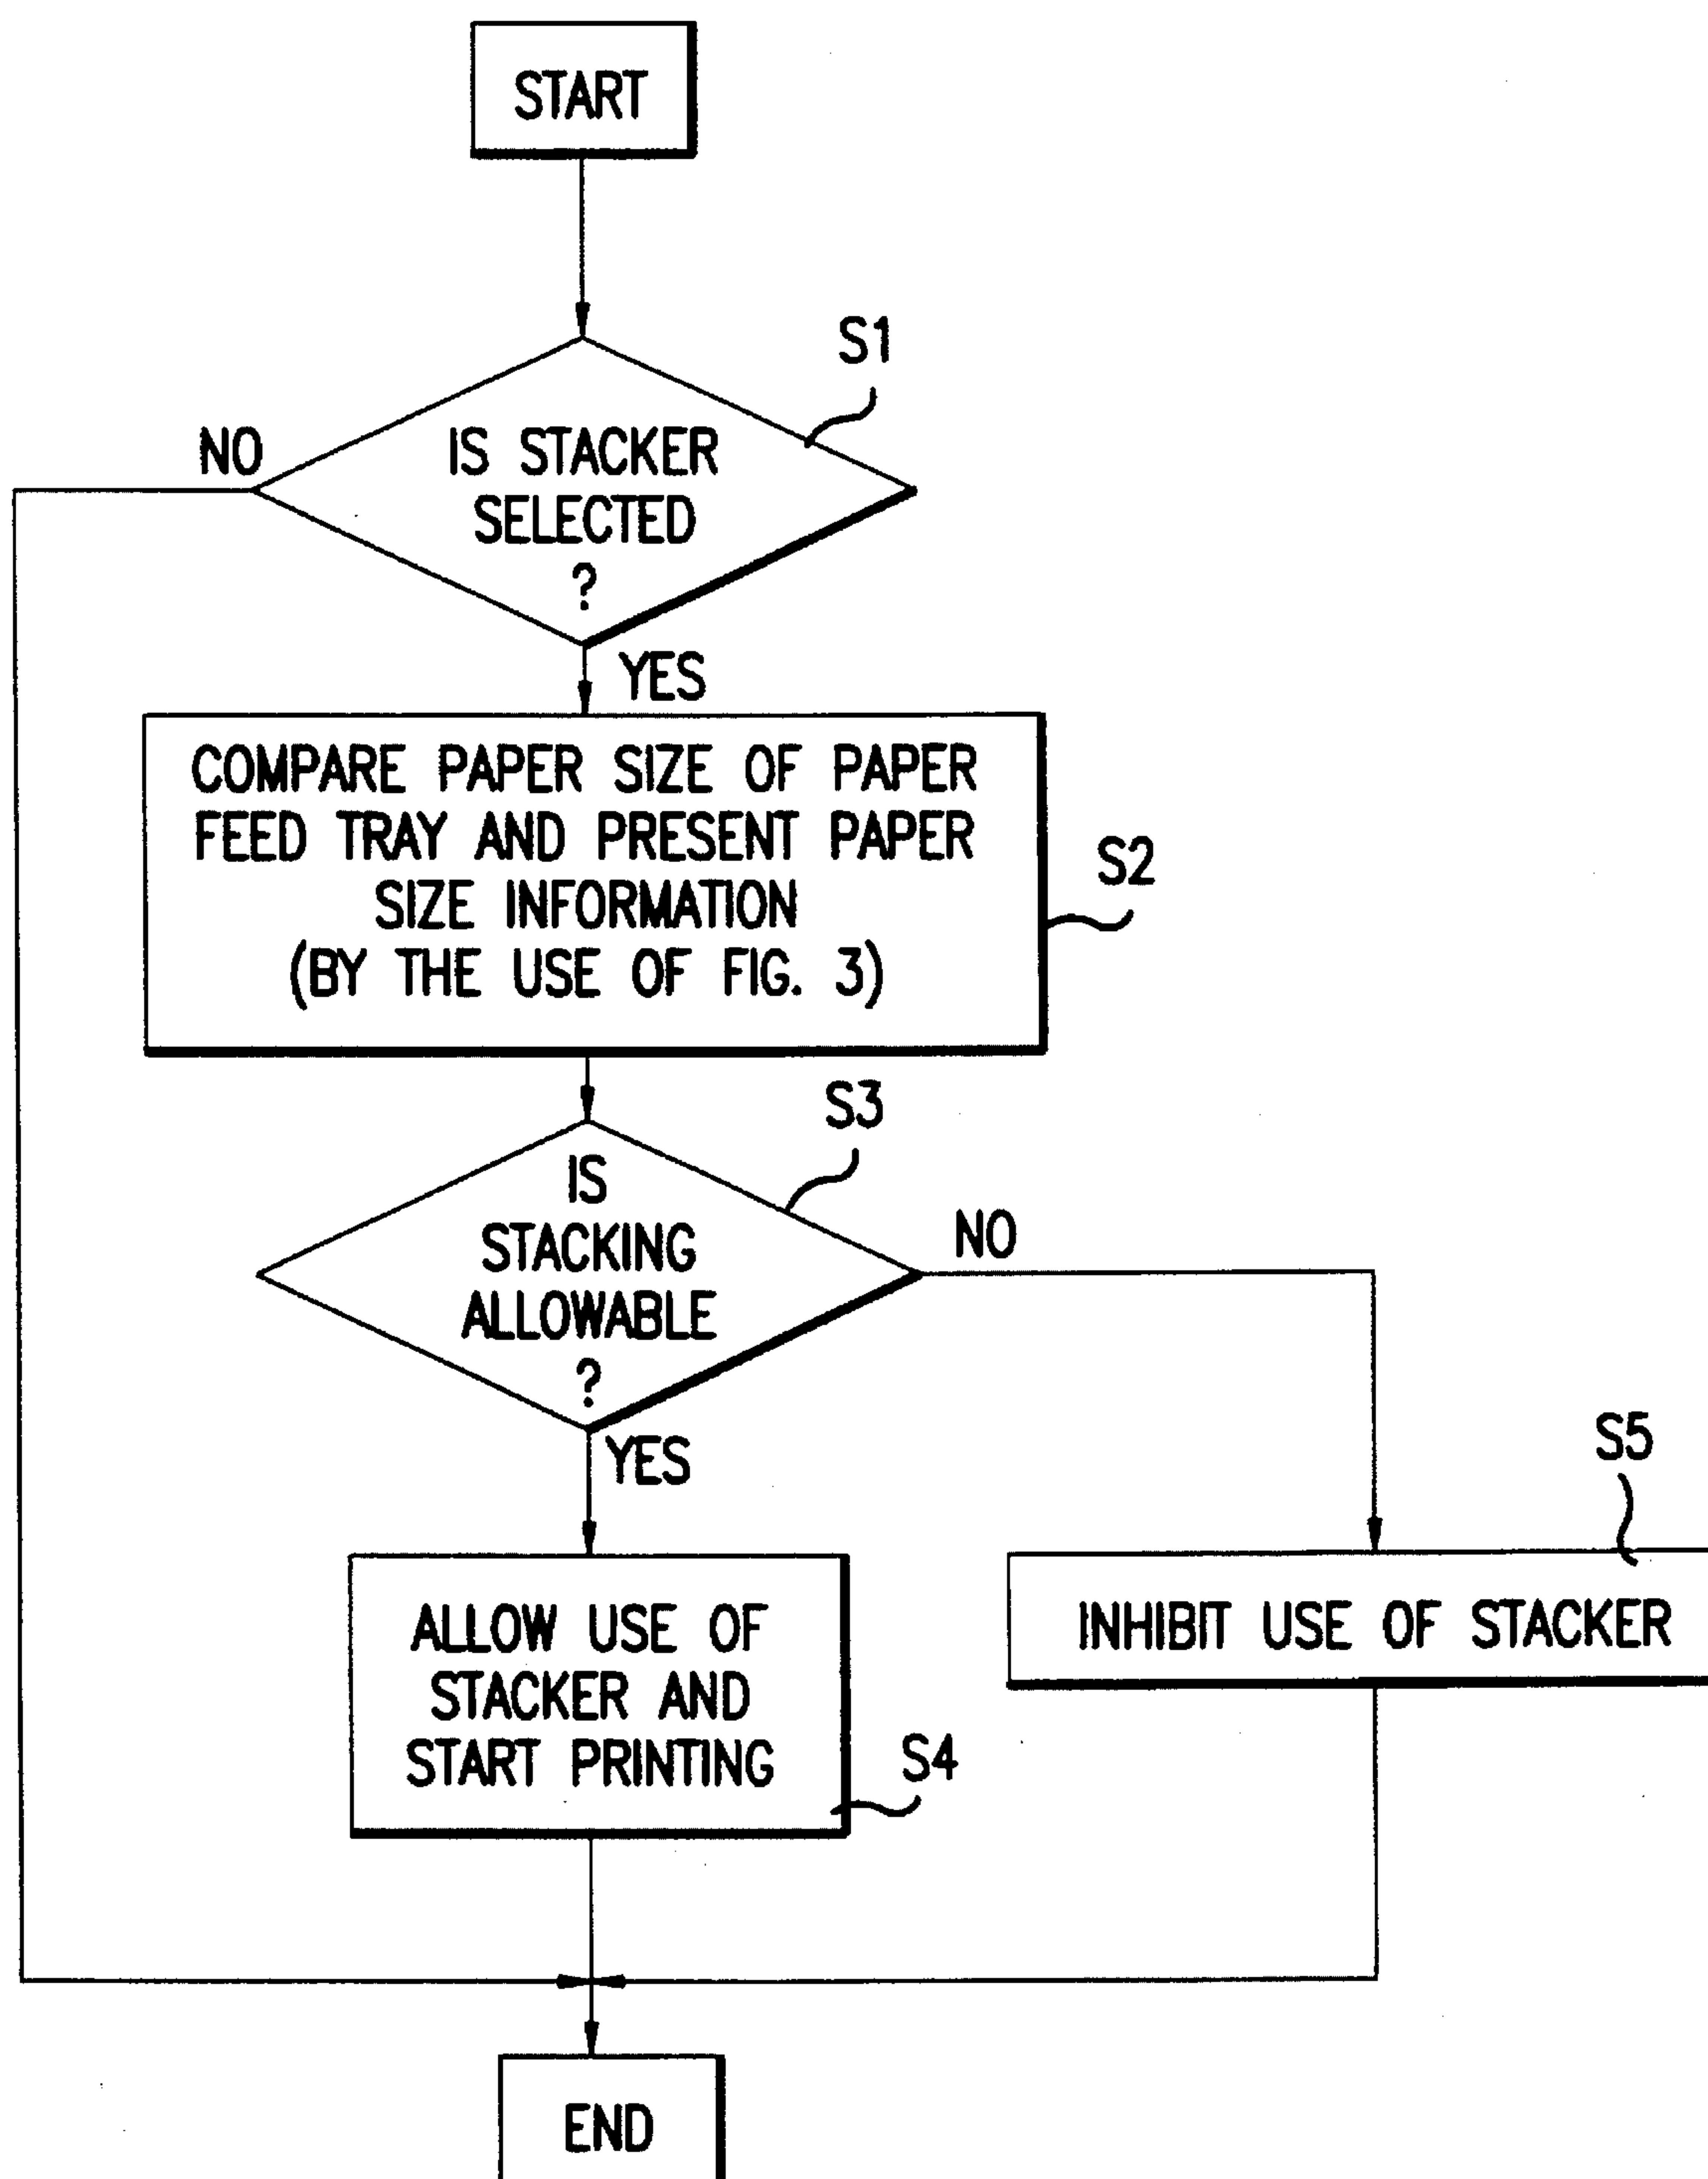 START
S1
NO
IS STACKER
SELECTED
?
YES
COMPARE PAPER SIZE OF PAPER
FEED TRAY AND PRESENT PAPER
SIZE INFORMATION
(BY THE USE OF FIG. 3)
S2
S3
IS
STACKING
ALLOWABLE
?
NO
YES
S5
ALLOW USE OF
STACKER AND
START PRINTING
S4
INHIBIT USE OF STACKER
END